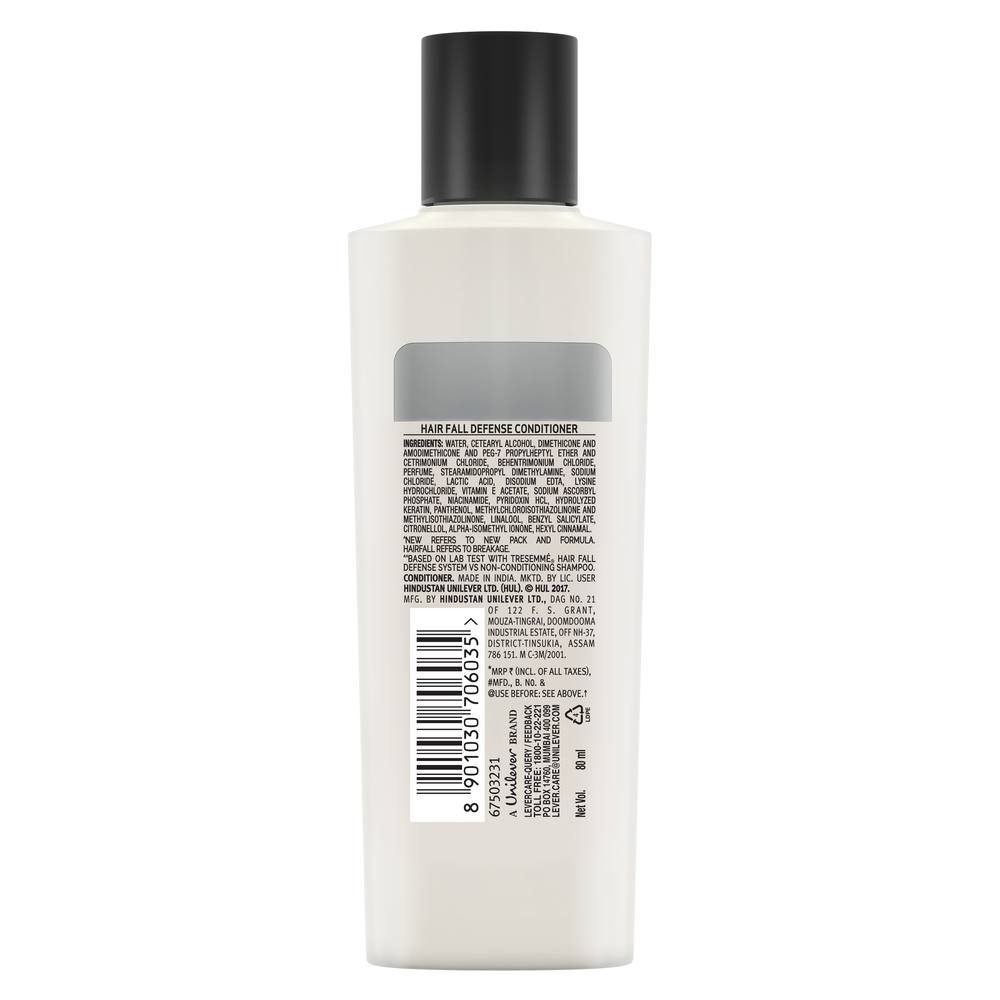 HAIR FALL DEFENSE CONDITIONER
INGREDIENTS: WATER, CETEARYL ALCOHOL, DIMETHICONE AND
AMODIMETHICONE AND PEG-7 PROPYLHEPTYL ETHER AND
CETRIMONIUM CHLORIDE, BEHENTRIMONIUM CHLORIDE,
PERFUME, STEARAMIDOPROPYL DIMETHYLAMINE, SODIUM
CHLORIDE, LACTIC ACID, DISODIUM EDTA, LYSINE
HYDROCHLORIDE, VITAMIN E ACETATE, SODIUM ASCORBYL
PHOSPHATE, NIACINAMIDE, PYRIDOXIN HCL, HYDROLYZED
KERATIN, PANTHENOL, METHYLCHLOROISOTHIAZOLINONE AND
METHYLISOTHIAZOLINONE, LINALOOL, BENZYL SALICYLATE,
CITRONELLOL, ALPHA-ISOMETHYL IONONE, HEXYL CINNAMAL.
*NEW REFERS TO NEW PACK AND FORMULA.
HAIRFALL REFERS TO BREAKAGE.
**BASED ON LAB TEST WITH TRESEMMÉ® HAIR FALL
DEFENSE SYSTEM VS NON-CONDITIONING SHAMPOO.
CONDITIONER. MADE IN INDIA. MKTD. BY LIC. USER
HINDUSTAN UNILEVER LTD. (HUL). © HUL 2017.
MFG. BY HINDUSTAN UNILEVER LTD., DAG NO. 21
OF 122 F. S. GRANT,
MOUZA-TINGRAI, DOOMDOOMA
INDUSTRIAL ESTATE, OFF NH-37,
DISTRICT-TINSUKIA, ASSAM
786 151. M C-3M/2001.
*MRP ₹ (INCL. OF ALL TAXES),
#MFD., B. NO. &
@USE BEFORE: SEE ABOVE.†
8 901030 706035 >
67503231
A Unilever BRAND
LEVERCARE-QUERY / FEEDBACK
TOLL FREE: 1800-10-22-221
PO BOX 14760, MUMBAI 400 099
LEVER.CARE@UNILEVER.COM
4
LDPE
Net Vol. 80 ml